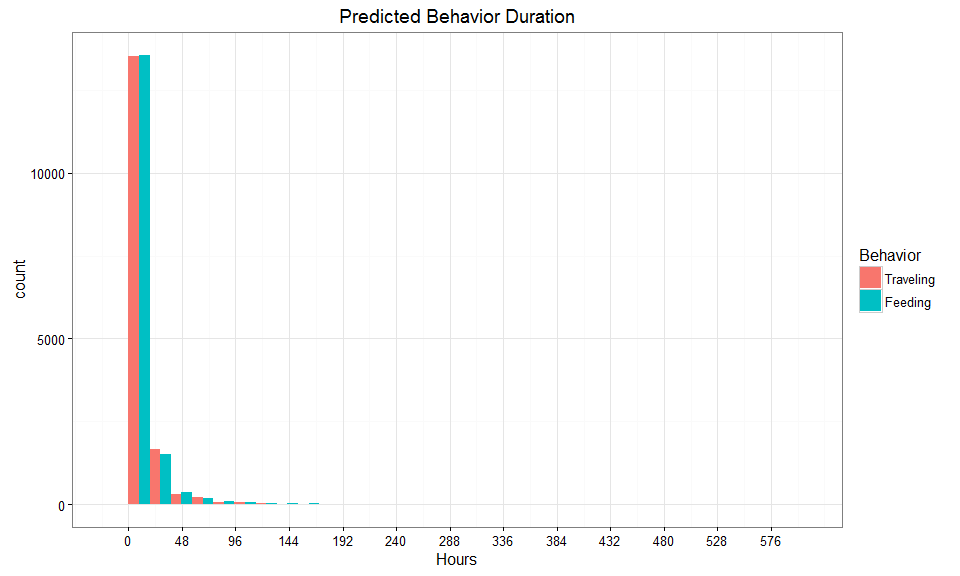 Predicted Behavior Duration
count
10000
5000
0
0 48 96 144 192 240 288 336 384 432 480 528 576
Hours
Behavior
Traveling
Feeding